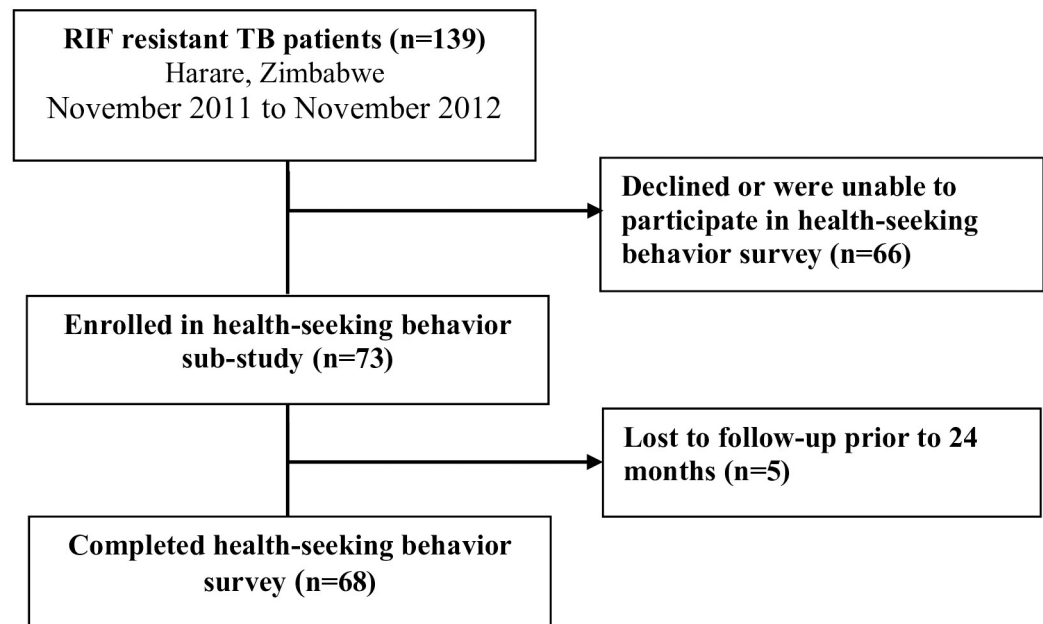 RIF resistant TB patients (n=139)
Harare, Zimbabwe
November 2011 to November 2012
Declined or were unable to
participate in health-seeking
behavior survey (n=66)
Enrolled in health-seeking behavior
sub-study (n=73)
Lost to follow-up prior to 24
months (n=5)
Completed health-seeking behavior
survey (n=68)